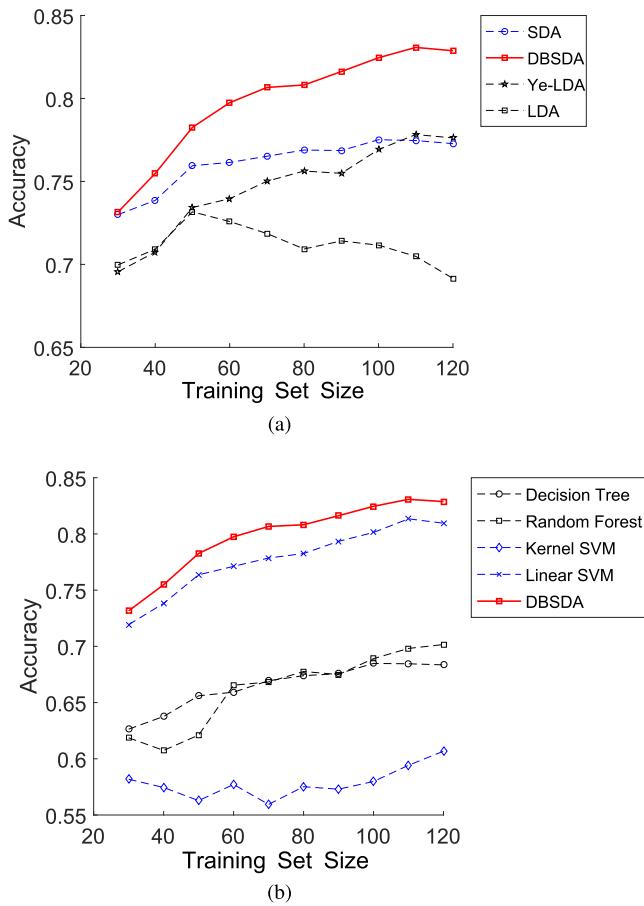 0.85
0.8
0.75
0.7
0.65
Accuracy
20 40 60 80 100 120
Training Set Size
SDA
DBSDA
Ye-LDA
LDA
(a)
0.85
0.8
0.75
0.7
0.65
0.6
0.55
Accuracy
20 40 60 80 100 120
Training Set Size
Decision Tree
Random Forest
Kernel SVM
Linear SVM
DBSDA
(b)